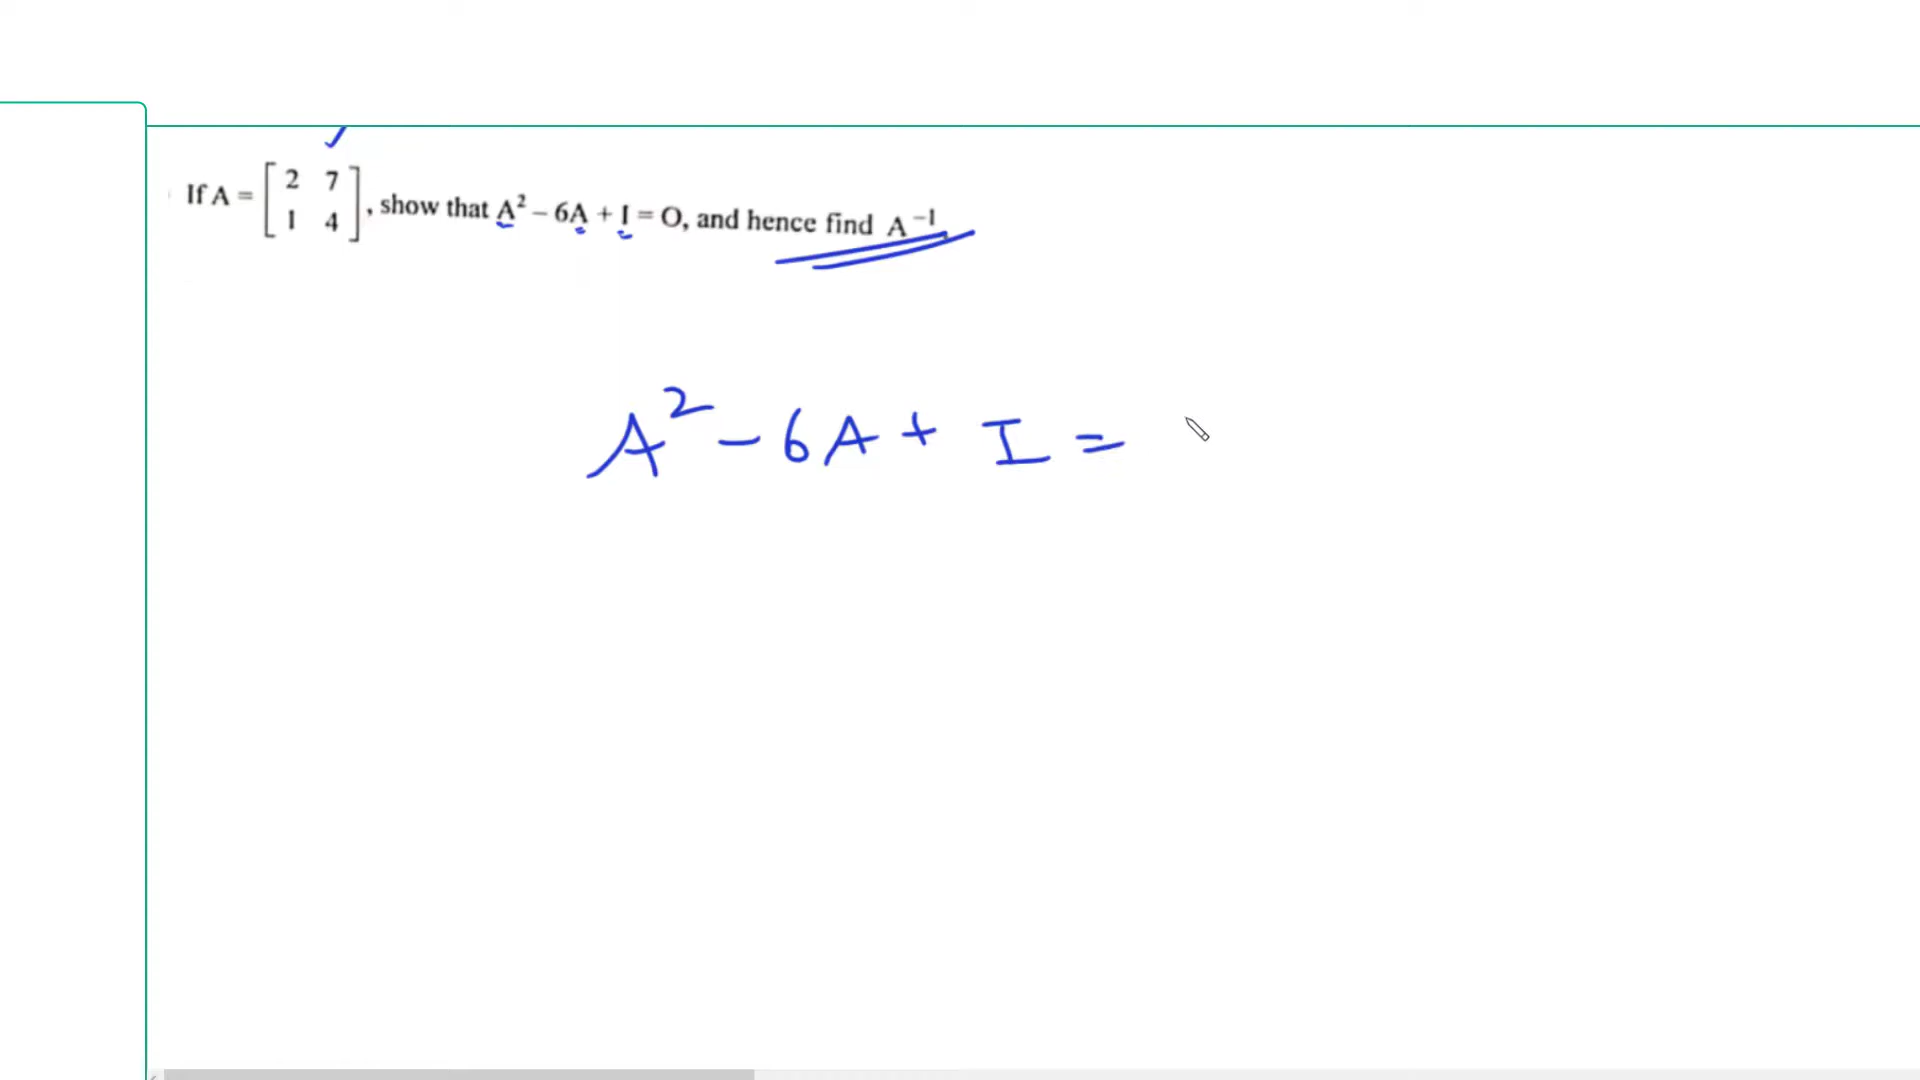 If A = [ 2 7 ; 1 4 ], show that A² – 6A + I = O, and hence find A⁻¹
A² – 6A + I =